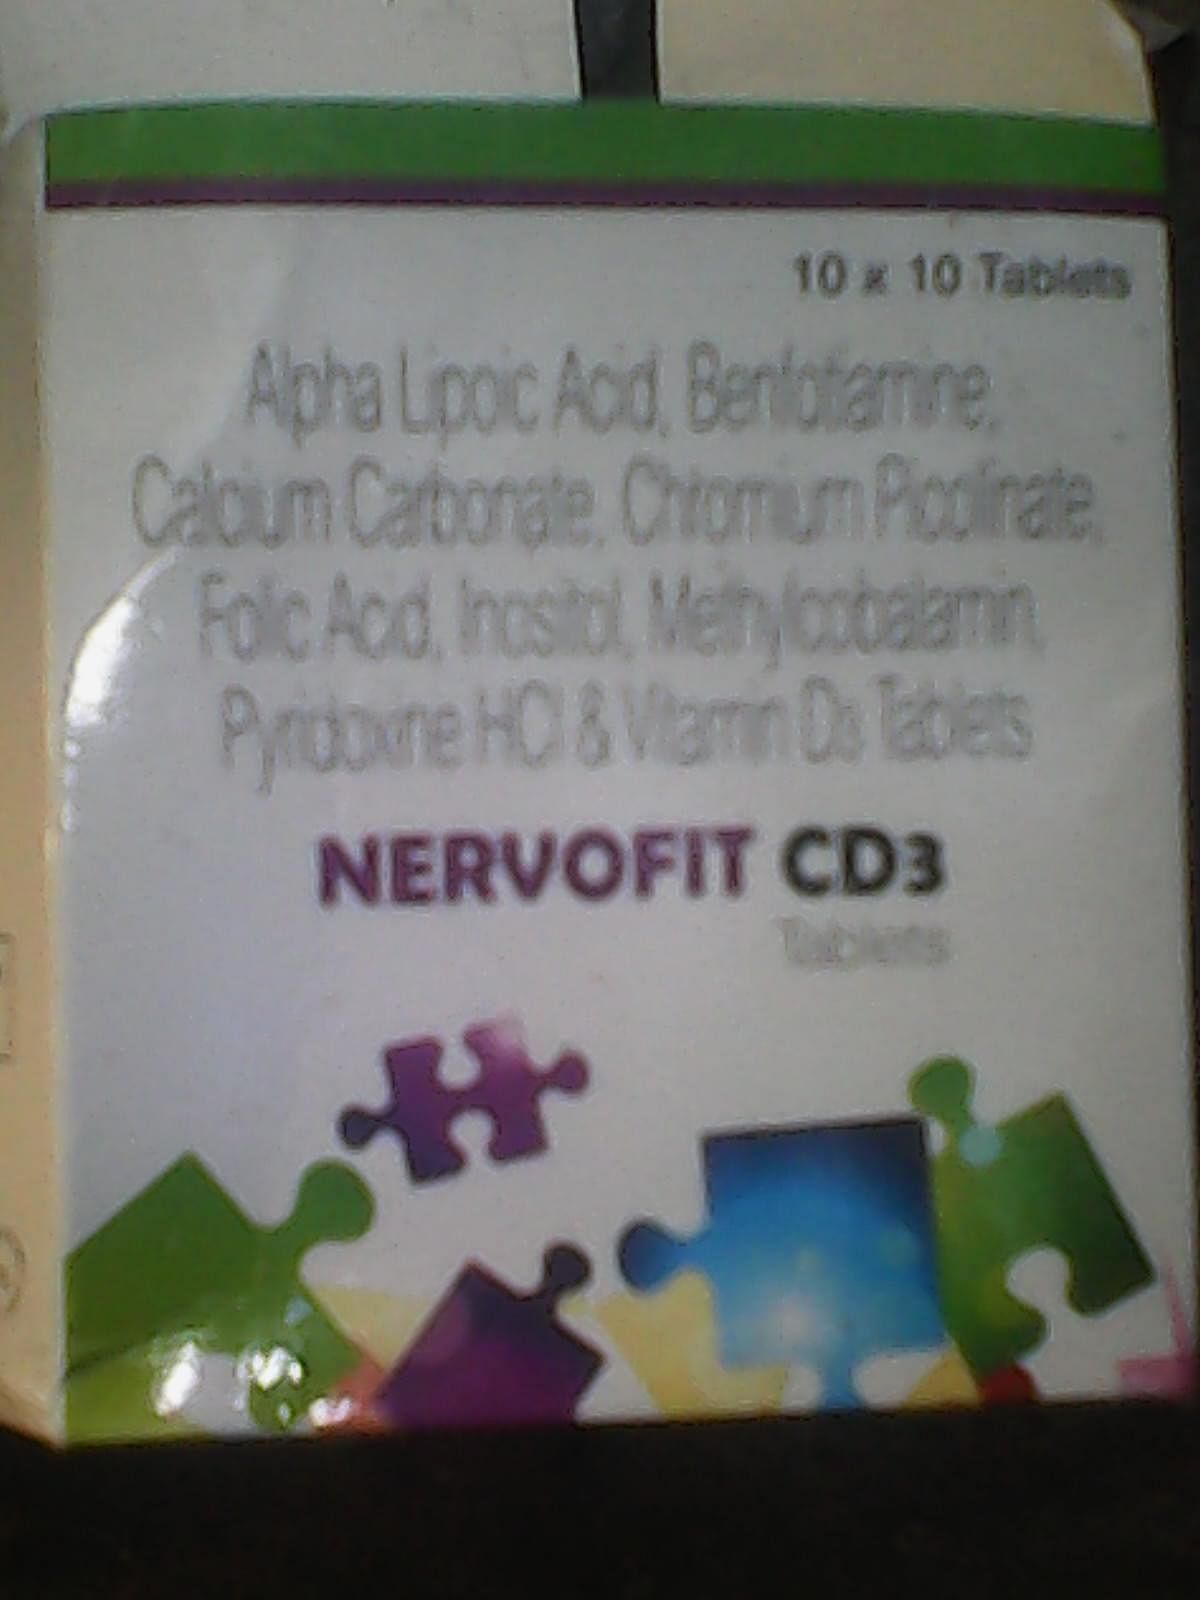 10 x 10 Tablets
Alpha Lipoic Acid, Benfotiamine,
Calcium Carbonate, Chromium Picolinate,
Folic Acid, Inositol, Methylcobalamin,
Pyridoxine HCl & Vitamin D3 Tablets
NERVOFIT CD3
Tablets